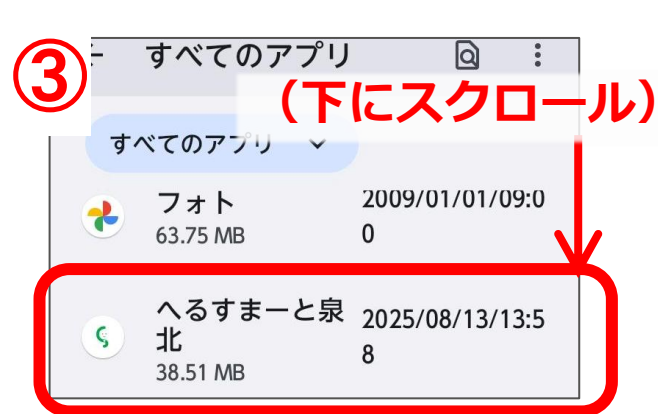 ③
すべてのアプリ
（下にスクロール）
すべてのアプリ
フォト
63.75 MB
2009/01/01/09:0
0
へるすまーと泉
北
38.51 MB
2025/08/13/13:5
8